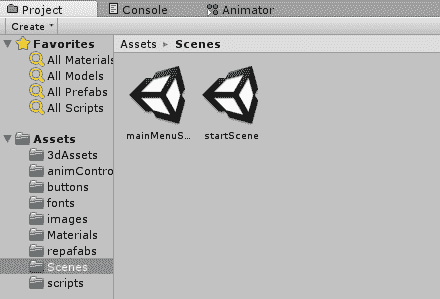 Project Console Animator
Create
Favorites
All Materials
All Models
All Prefabs
All Scripts
Assets
3dAssets
animContro
buttons
fonts
images
Materials
repafabs
Scenes
scripts
Assets Scenes
mainMenuS... startScene